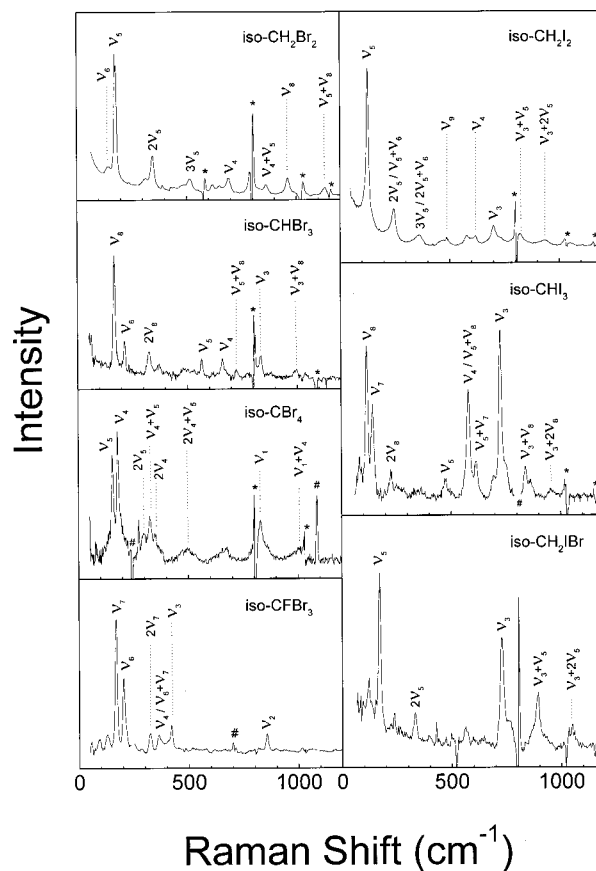 Intensity
iso-CH₂Br₂
ν₆
ν₅
2ν₅
3ν₅
*
ν₄
*
ν₄+ν₅
ν₈
*
ν₅+ν₈
*
iso-CHBr₃
ν₈
ν₆
2ν₈
ν₅
ν₄
ν₅+ν₈
*
ν₃
ν₃+ν₈
*
iso-CBr₄
ν₅
ν₄
#
2ν₅
ν₄+ν₅
2ν₄
2ν₄+ν₅
*
ν₁
ν₁+ν₄
*
#
iso-CFBr₃
ν₇
ν₆
2ν₇
ν₄ / ν₆+ν₇
ν₃
#
ν₂
0 500 1000
iso-CH₂I₂
ν₅
2ν₅ / ν₅+ν₆
3ν₅ / 2ν₅+ν₆
ν₉
ν₄
ν₃
*
ν₃+ν₅
ν₃+2ν₅
*
*
iso-CHI₃
ν₈
ν₇
2ν₈
ν₅
ν₄ / ν₅+ν₈
ν₅+ν₇
ν₃
#
ν₃+ν₈
ν₃+2ν₈
*
*
iso-CH₂IBr
ν₅
2ν₅
ν₃
ν₃+ν₅
ν₃+2ν₅
0 500 1000
Raman Shift (cm⁻¹)